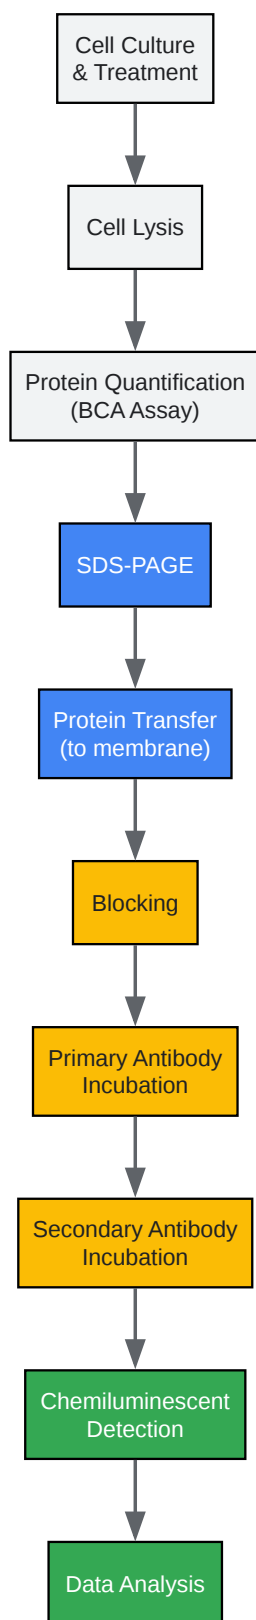 Cell Culture
& Treatment
Cell Lysis
Protein Quantification
(BCA Assay)
SDS-PAGE
Protein Transfer
(to membrane)
Blocking
Primary Antibody
Incubation
Secondary Antibody
Incubation
Chemiluminescent
Detection
Data Analysis